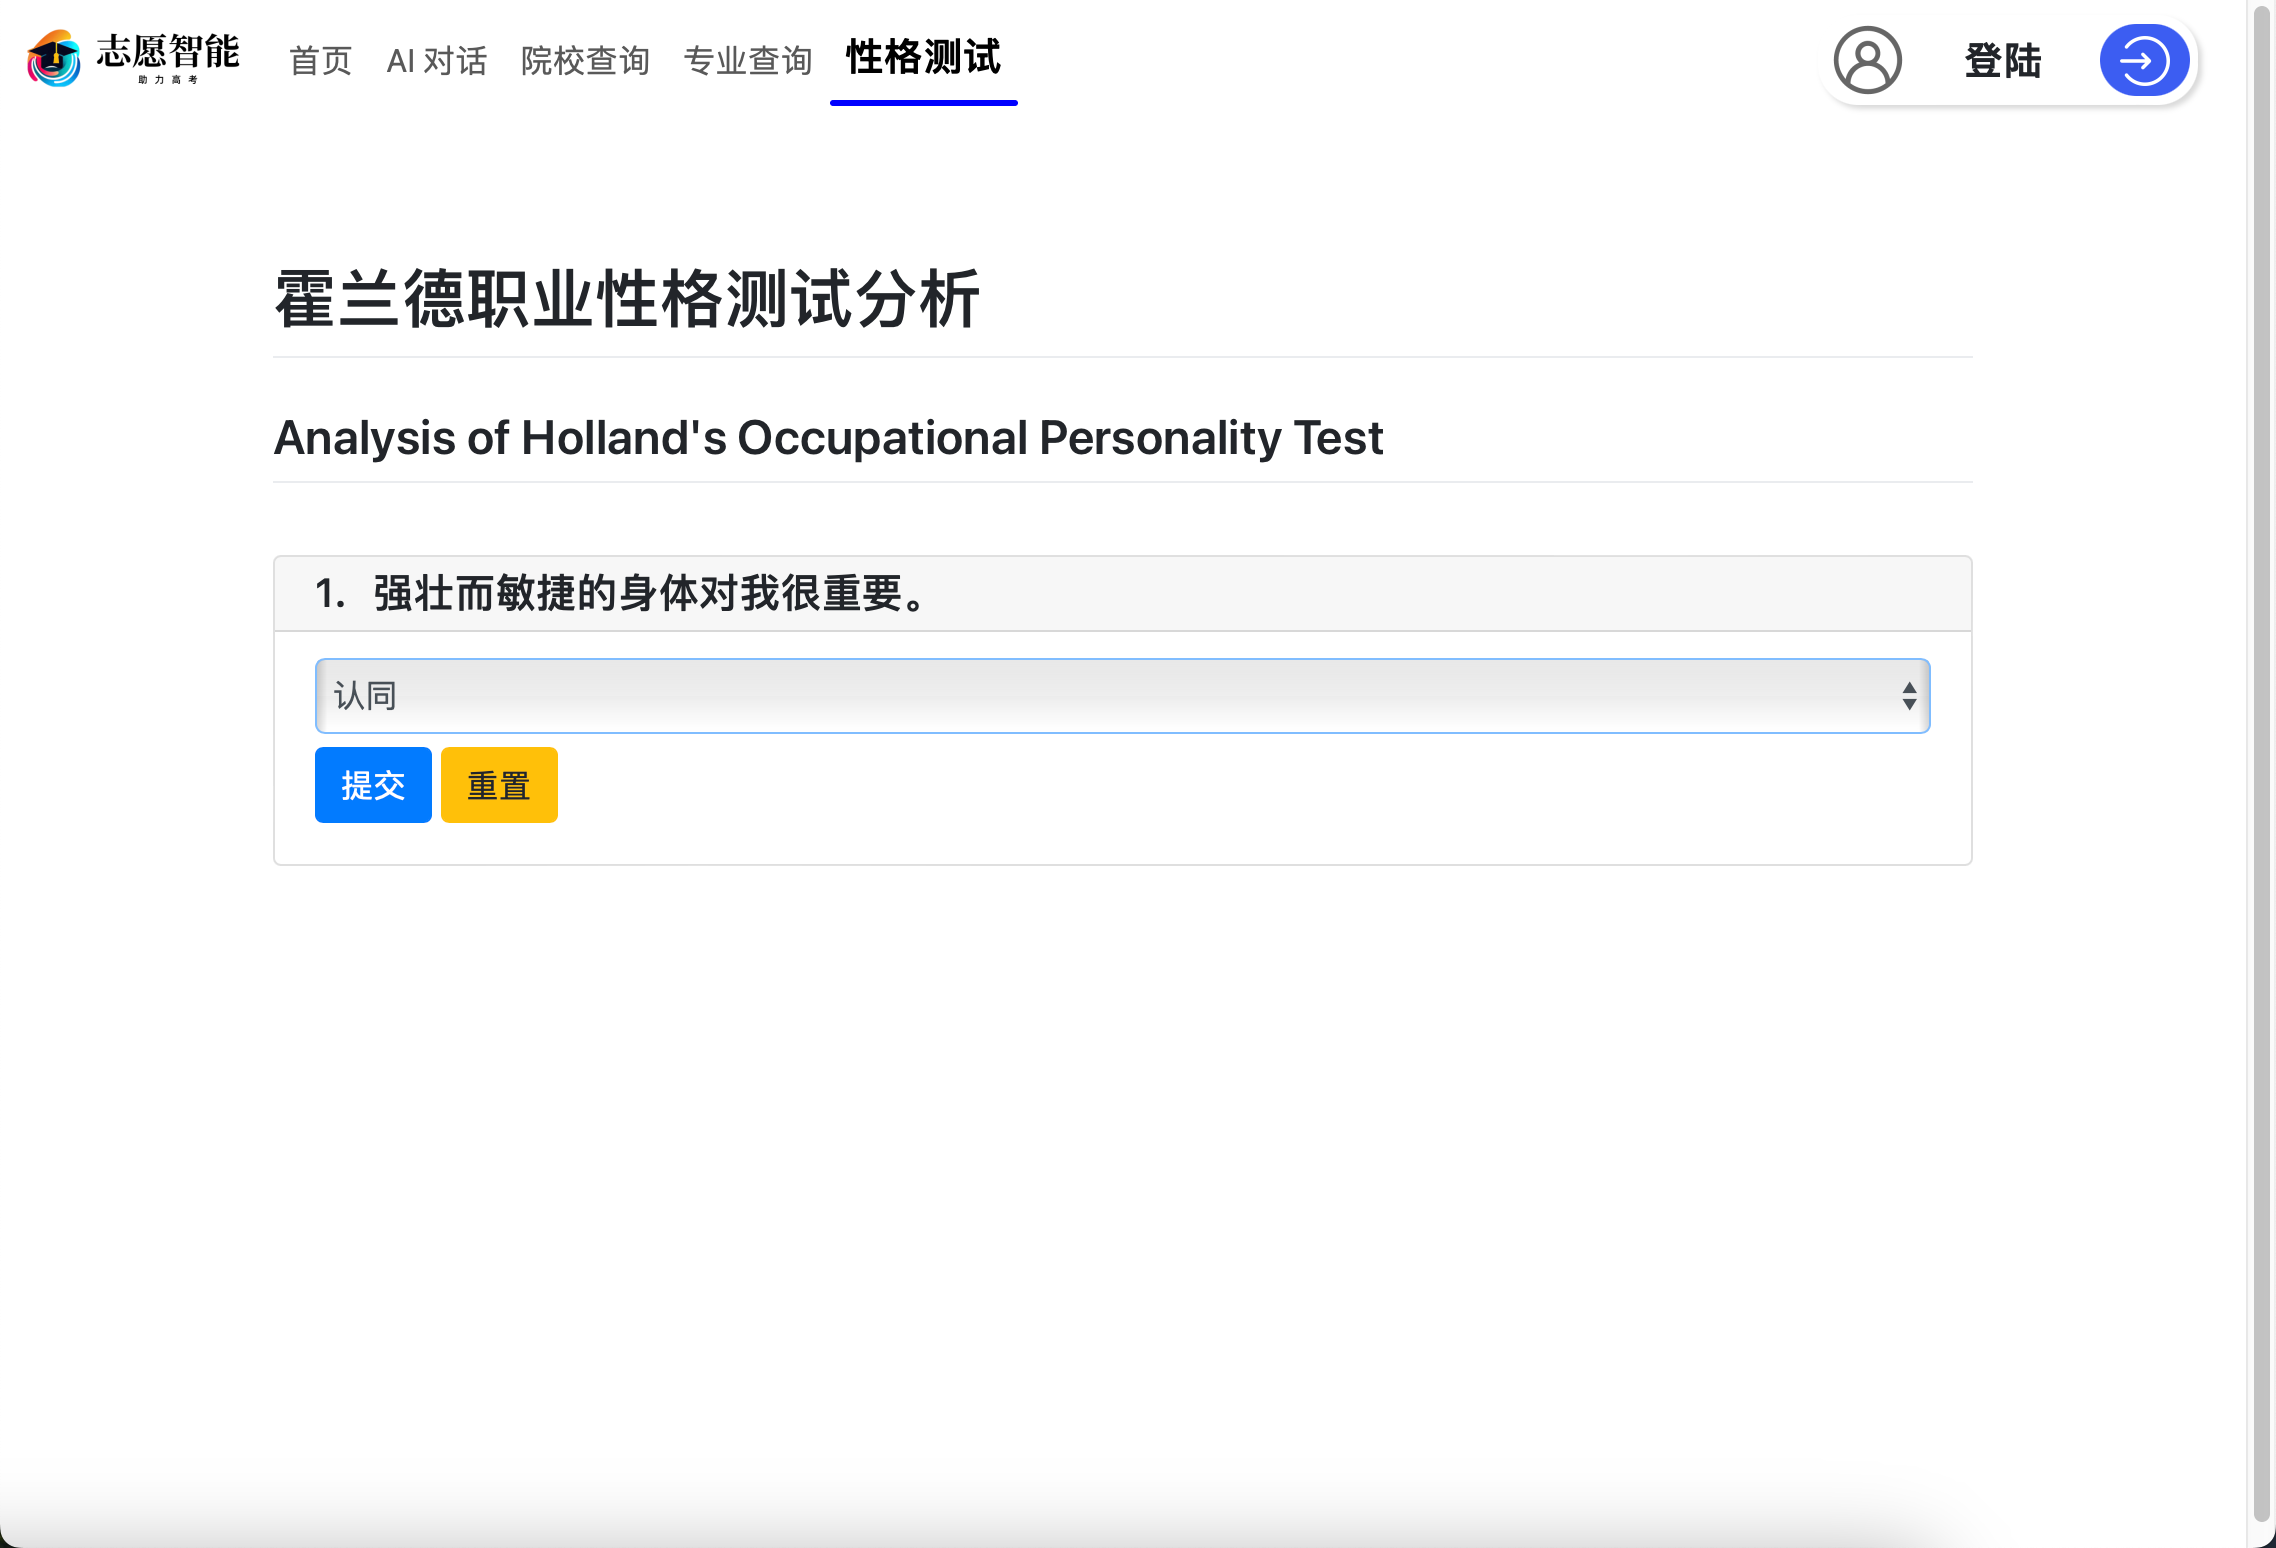 志愿智能
助力高考
首页 AI 对话 院校查询 专业查询 性格测试 登陆
霍兰德职业性格测试分析
Analysis of Holland's Occupational Personality Test
1. 强壮而敏捷的身体对我很重要。
认同
提交 重置